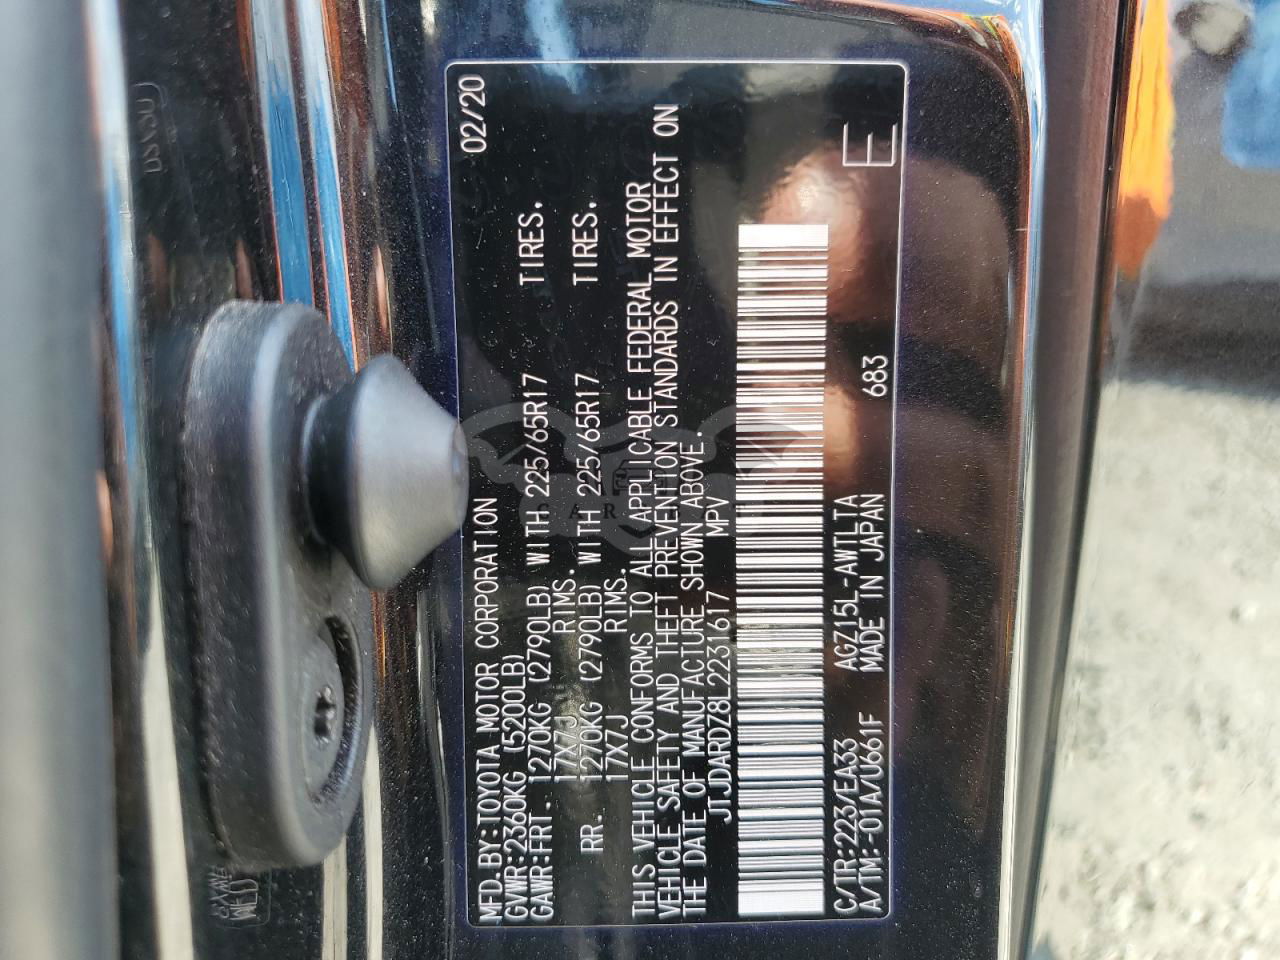 MFD.BY:TOYOTA MOTOR CORPORATION 02/20
GVWR:2360KG (5200LB)
GAWR:FRT. 1270KG (2790LB) WITH 225/65R17 TIRES.
17X7J RIMS.
RR. 1270KG (2790LB) WITH 225/65R17 TIRES.
17X7J RIMS.
THIS VEHICLE CONFORMS TO ALL APPLICABLE FEDERAL MOTOR
VEHICLE SAFETY AND THEFT PREVENTION STANDARDS IN EFFECT ON
THE DATE OF MANUFACTURE SHOWN ABOVE.
JTJDARDZ8L2231617 MPV
C/TR:223/EA33 AGZ15L-AWTLTA
A/TM:-01A/U661F MADE IN JAPAN 683 E